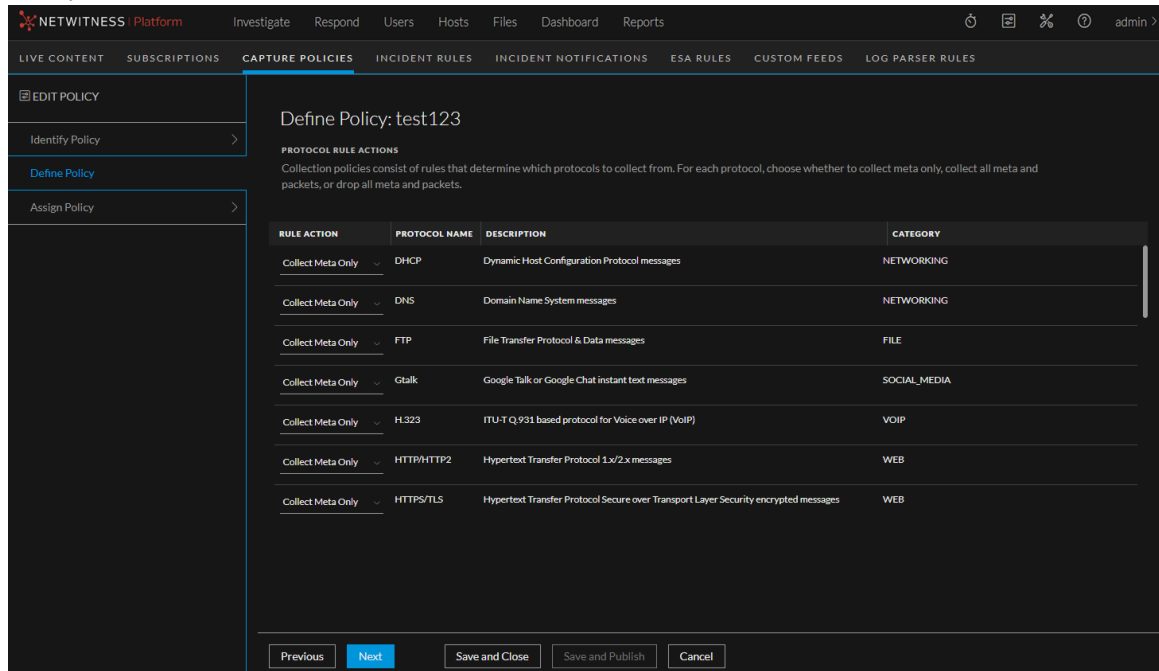 NETWITNESS Platform Investigate Respond Users Hosts Files Dashboard Reports admin >
LIVE CONTENT SUBSCRIPTIONS CAPTURE POLICIES INCIDENT RULES INCIDENT NOTIFICATIONS ESA RULES CUSTOM FEEDS LOG PARSER RULES
EDIT POLICY
Identify Policy
Define Policy
Assign Policy
Define Policy: test123
PROTOCOL RULE ACTIONS
Collection policies consist of rules that determine which protocols to collect from. For each protocol, choose whether to collect meta only, collect all meta and
packets, or drop all meta and packets.
RULE ACTION PROTOCOL NAME DESCRIPTION CATEGORY
Collect Meta Only DHCP Dynamic Host Configuration Protocol messages NETWORKING
Collect Meta Only DNS Domain Name System messages NETWORKING
Collect Meta Only FTP File Transfer Protocol & Data messages FILE
Collect Meta Only Gtalk Google Talk or Google Chat instant text messages SOCIAL_MEDIA
Collect Meta Only H.323 ITU-T Q.931 based protocol for Voice over IP (VoIP) VOIP
Collect Meta Only HTTP/HTTP2 Hypertext Transfer Protocol 1.x/2.x messages WEB
Collect Meta Only HTTPS/TLS Hypertext Transfer Protocol Secure over Transport Layer Security encrypted messages WEB
Previous Next Save and Close Save and Publish Cancel